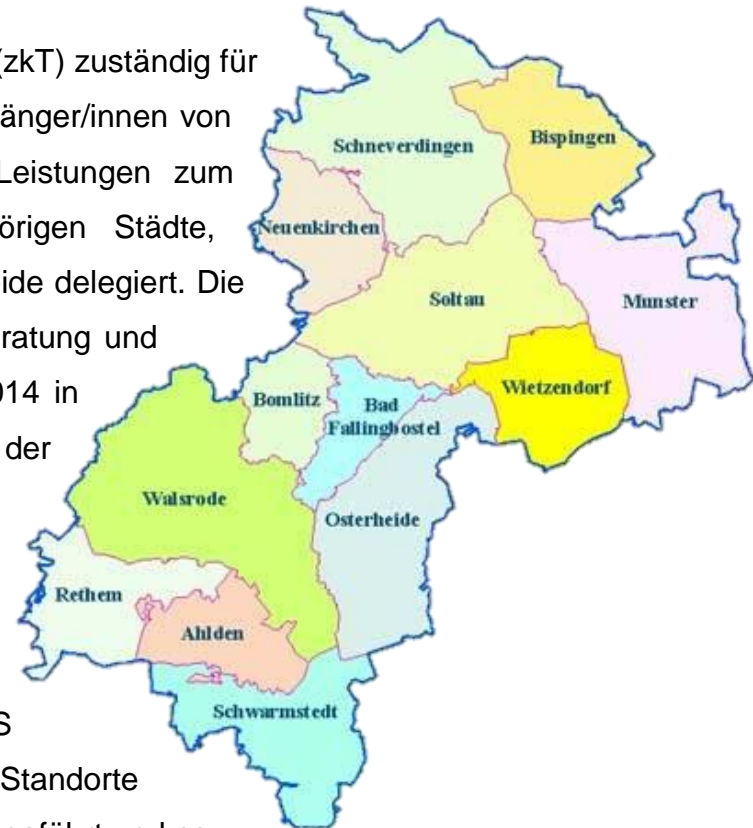 (zkT) zuständig für
änger/innen von
Leistungen zum
örigen Städte,
ide delegiert. Die
ratung und
014 in
der
S
Standorte
Schneverdingen
Bispingen
Neuenkirchen
Soltau
Munster
Wietzendorf
Bomlitz
Bad
Fallingbostel
Walsrode
Osterheide
Rethem
Ahlden
Schwarmstedt